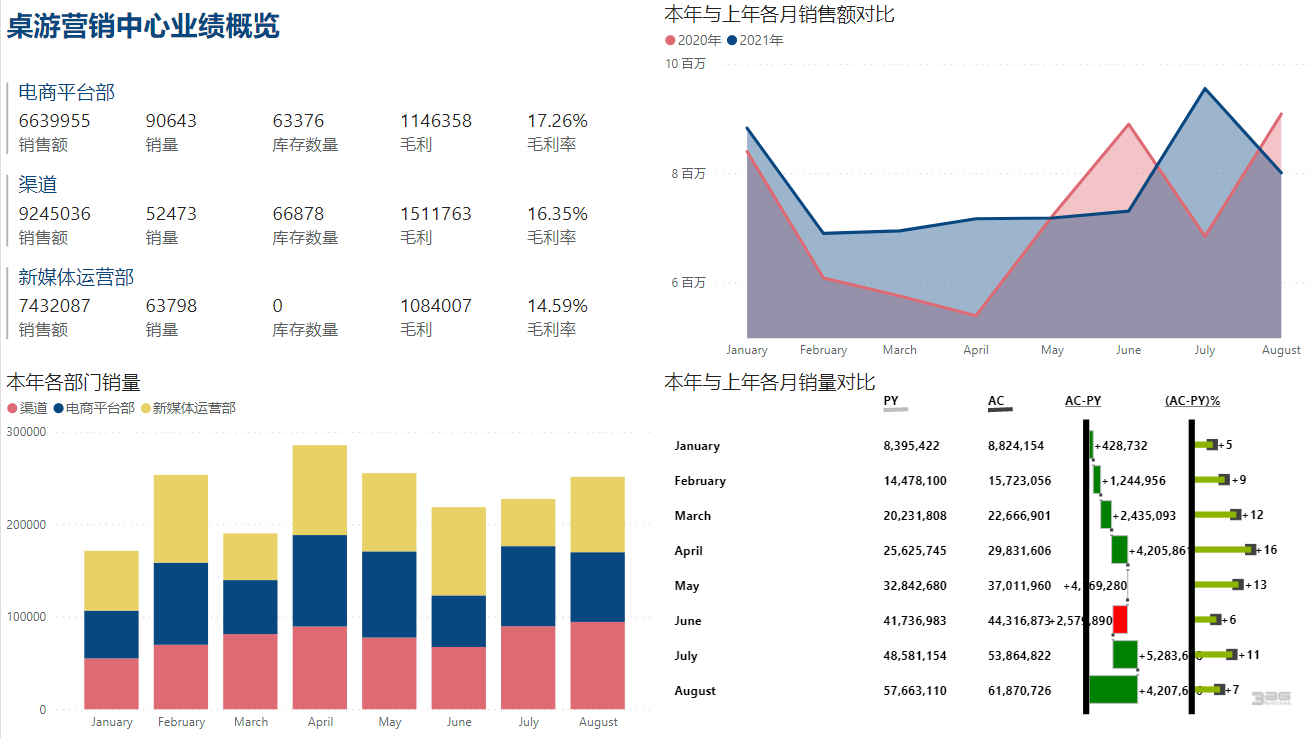 桌游营销中心业绩概览
电商平台部
6639955 90643 63376 1146358 17.26%
销售额 销量 库存数量 毛利 毛利率
渠道
9245036 52473 66878 1511763 16.35%
销售额 销量 库存数量 毛利 毛利率
新媒体运营部
7432087 63798 0 1084007 14.59%
销售额 销量 库存数量 毛利 毛利率
本年与上年各月销售额对比
2020年 2021年
10 百万
8 百万
6 百万
January February March April May June July August
本年各部门销量
渠道 电商平台部 新媒体运营部
300000
200000
100000
0
January February March April May June July August
本年与上年各月销量对比
PY AC AC-PY (AC-PY)%
January 8,395,422 8,824,154 +428,732 +5
February 14,478,100 15,723,056 +1,244,956 +9
March 20,231,808 22,666,901 +2,435,093 +12
April 25,625,745 29,831,606 +4,205,861 +16
May 32,842,680 37,011,960 +4,169,280 +13
June 41,736,983 44,316,873 +2,579,890 +6
July 48,581,154 53,864,822 +11
August 57,663,110 61,870,726 +7